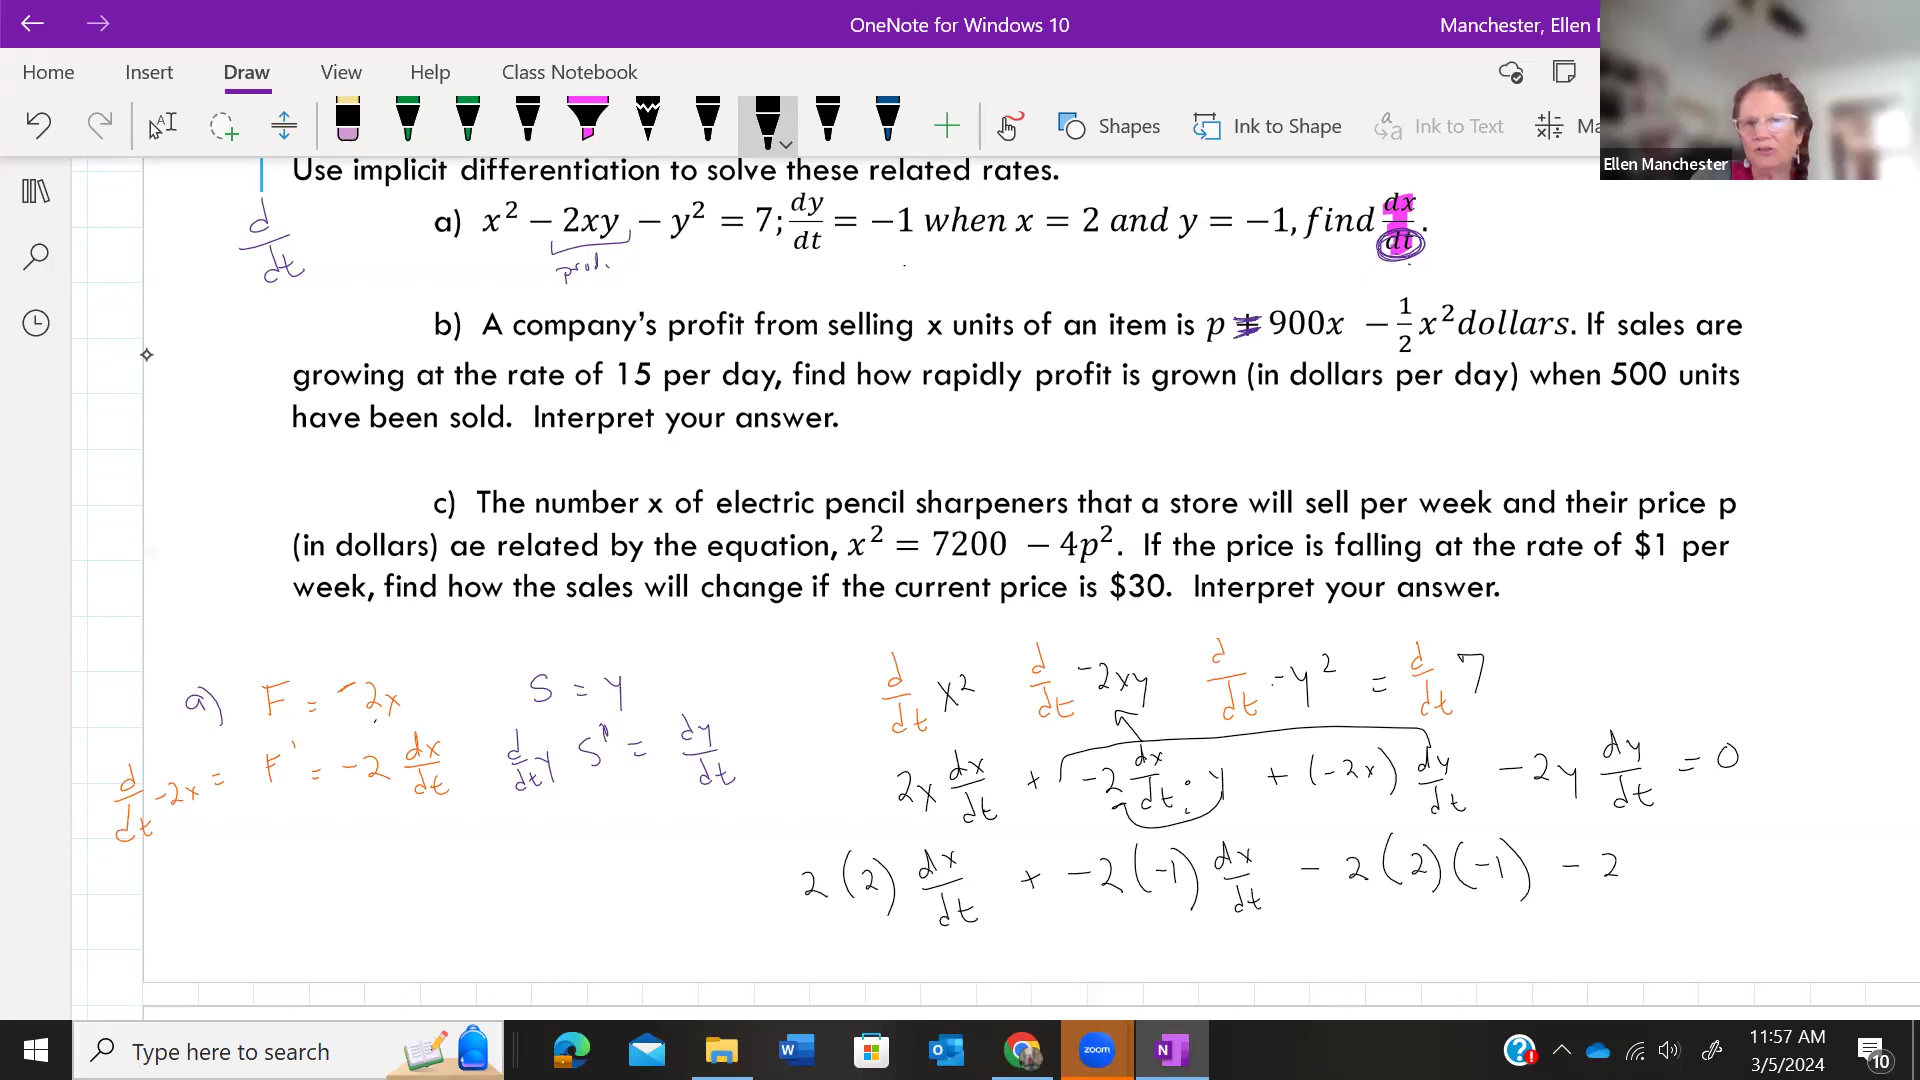 OneNote for Windows 10
Manchester, Ellen
Home Insert Draw View Help Class Notebook
Shapes Ink to Shape Ink to Text Ma
Ellen Manchester
Use implicit differentiation to solve these related rates.
d/dt
a) x² − 2xy − y² = 7; dy/dt = −1 when x = 2 and y = −1, find dx/dt.
prod.
b) A company's profit from selling x units of an item is p = 900x − 1/2 x² dollars. If sales are
growing at the rate of 15 per day, find how rapidly profit is grown (in dollars per day) when 500 units
have been sold. Interpret your answer.
c) The number x of electric pencil sharpeners that a store will sell per week and their price p
(in dollars) ae related by the equation, x² = 7200 − 4p². If the price is falling at the rate of $1 per
week, find how the sales will change if the current price is $30. Interpret your answer.
a) F = -2x S = y
d/dt x² d/dt -2xy d/dt -y² = d/dt 7
d/dt -2x = F' = -2 dx/dt d/dt y S' = dy/dt
2x dx/dt + -2 dx/dt · y + (-2x) dy/dt - 2y dy/dt = 0
2(2) dx/dt + -2(-1) dx/dt - 2(2)(-1) - 2
Type here to search
zoom
11:57 AM
3/5/2024
10